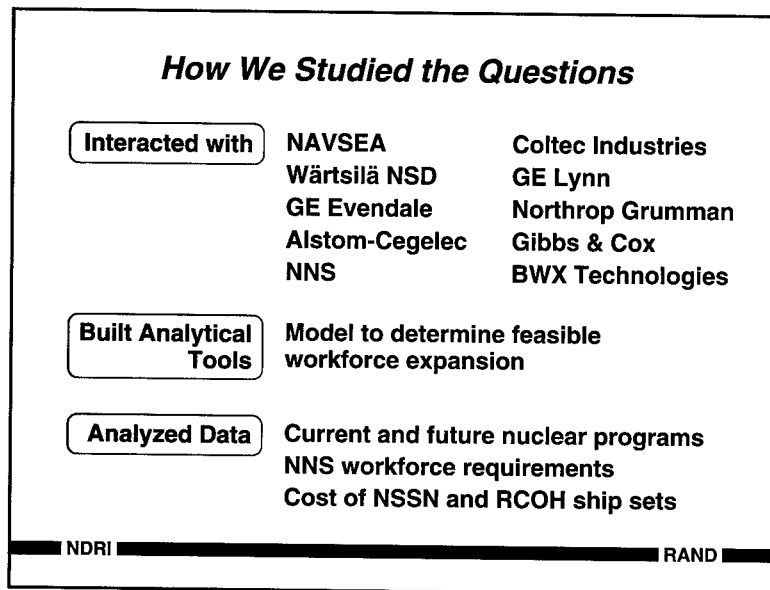 How We Studied the Questions
Interacted with
NAVSEA
Wärtsilä NSD
GE Evendale
Alstom-Cegelec
NNS
Coltec Industries
GE Lynn
Northrop Grumman
Gibbs & Cox
BWX Technologies
Built Analytical
Tools
Model to determine feasible
workforce expansion
Analyzed Data
Current and future nuclear programs
NNS workforce requirements
Cost of NSSN and RCOH ship sets
NDRI
RAND